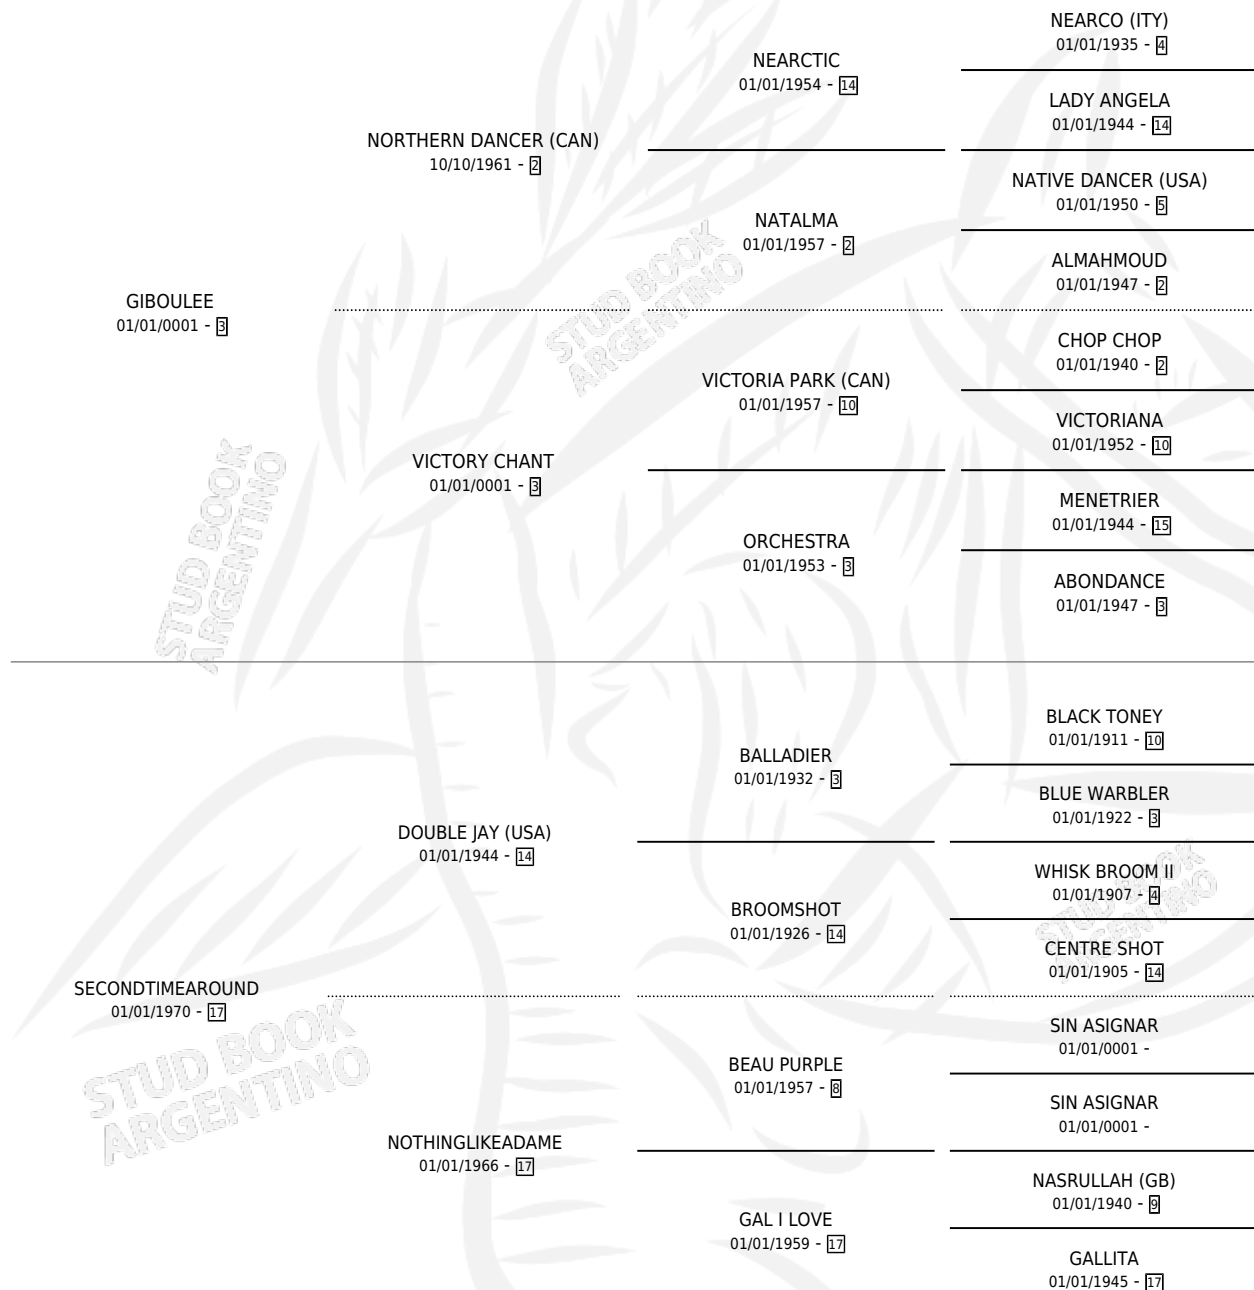 NEARCO (ITY)
01/01/1935 - 4
NEARCTIC
01/01/1954 - 14
LADY ANGELA
01/01/1944 - 14
NORTHERN DANCER (CAN)
10/10/1961 - 2
NATIVE DANCER (USA)
01/01/1950 - 5
NATALMA
01/01/1957 - 2
ALMAHMOUD
01/01/1947 - 2
GIBOULEE
01/01/0001 - 3
STUD BOOK
ARGENTINO
CHOP CHOP
01/01/1940 - 2
VICTORIA PARK (CAN)
01/01/1957 - 10
VICTORIANA
01/01/1952 - 10
VICTORY CHANT
01/01/0001 - 3
MENETRIER
01/01/1944 - 15
ORCHESTRA
01/01/1953 - 3
ABONDANCE
01/01/1947 - 3
STUD BOOK
ARGENTINO
BLACK TONEY
01/01/1911 - 10
BALLADIER
01/01/1932 - 3
BLUE WARBLER
01/01/1922 - 3
DOUBLE JAY (USA)
01/01/1944 - 14
WHISK BROOM II
01/01/1907 - 4
BROOMSHOT
01/01/1926 - 14
CENTRE SHOT
01/01/1905 - 14
STUD BOOK
ARGENTINO
SECONDTIMEAROUND
01/01/1970 - 17
SIN ASIGNAR
01/01/0001 -
BEAU PURPLE
01/01/1957 - 8
SIN ASIGNAR
01/01/0001 -
STUD BOOK
ARGENTINO
NOTHINGLIKEADAME
01/01/1966 - 17
NASRULLAH (GB)
01/01/1940 - 9
GAL I LOVE
01/01/1959 - 17
GALLITA
01/01/1945 - 17